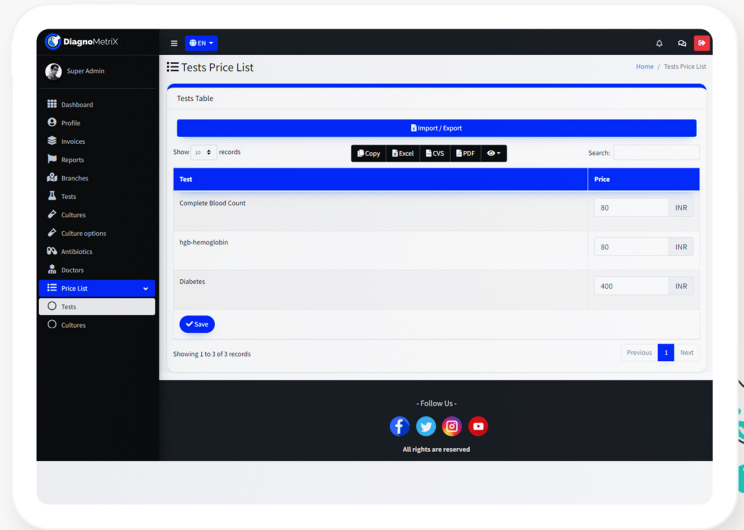 DiagnoMetriX
EN
Super Admin
Tests Price List
Home / Tests Price List
Dashboard
Profile
Invoices
Reports
Branches
Tests
Cultures
Culture options
Antibiotics
Doctors
Price List
Tests
Cultures
Tests Table
Import / Export
Show 10 records
Copy Excel CVS PDF
Search:
Test Price
Complete Blood Count 80 INR
hgb-hemoglobin 80 INR
Diabetes 400 INR
Save
Showing 1 to 3 of 3 records
Previous 1 Next
- Follow Us -
All rights are reserved